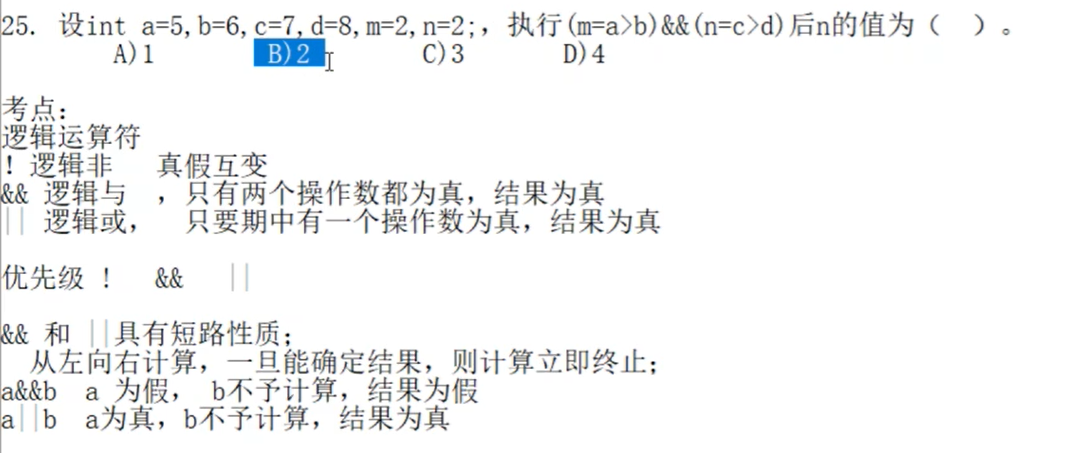 25. 设int a=5,b=6,c=7,d=8,m=2,n=2;，执行(m=a>b)&&(n=c>d)后n的值为（  ）。
A)1 B)2 C)3 D)4
考点：
逻辑运算符
! 逻辑非 真假互变
&& 逻辑与 ，只有两个操作数都为真，结果为真
|| 逻辑或， 只要期中有一个操作数为真，结果为真
优先级 ! && ||
&& 和 ||具有短路性质；
从左向右计算，一旦能确定结果，则计算立即终止；
a&&b a 为假， b不予计算，结果为假
a||b a为真，b不予计算，结果为真